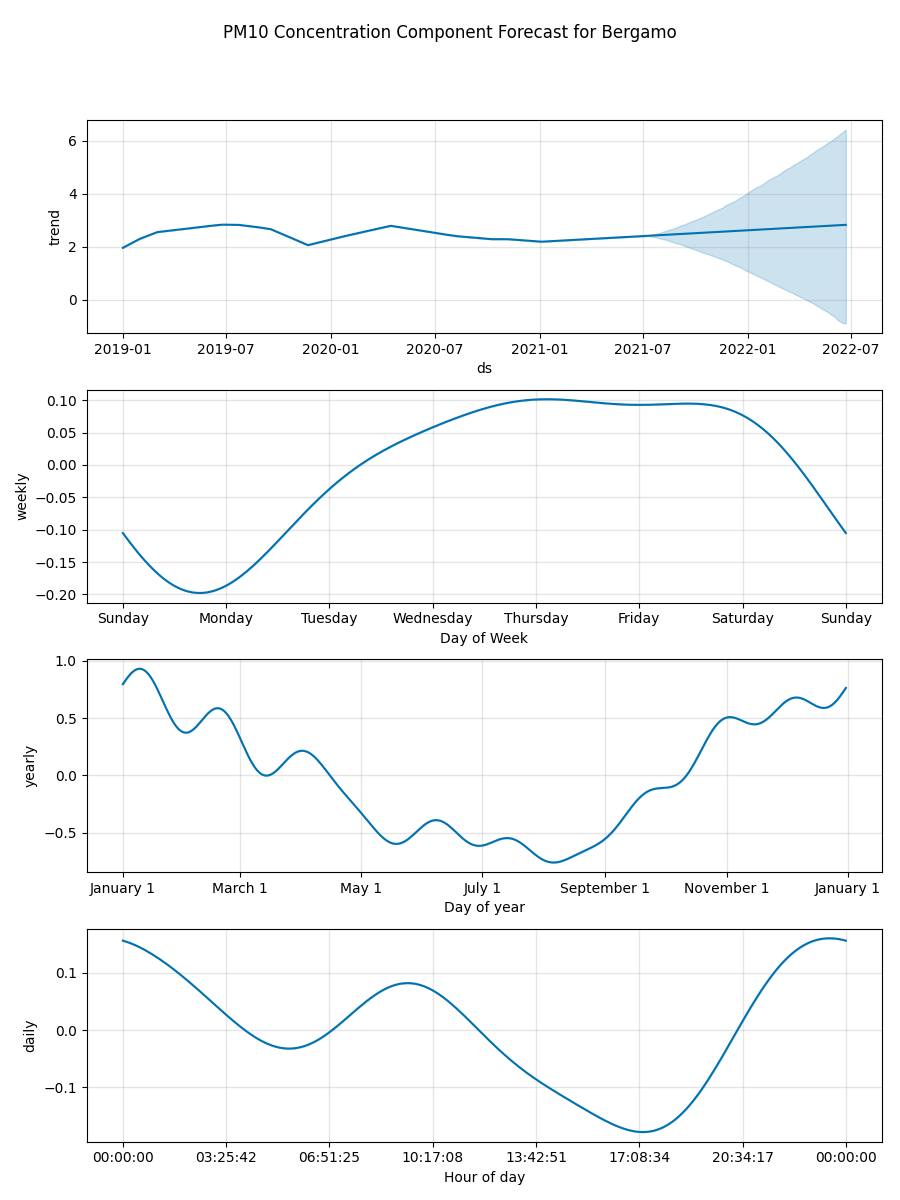 PM10 Concentration Component Forecast for Bergamo
6
4
2
0
trend
2019-01 2019-07 2020-01 2020-07 2021-01 2021-07 2022-01 2022-07
ds
0.10
0.05
0.00
−0.05
−0.10
−0.15
−0.20
weekly
Sunday Monday Tuesday Wednesday Thursday Friday Saturday Sunday
Day of Week
1.0
0.5
0.0
−0.5
yearly
January 1 March 1 May 1 July 1 September 1 November 1 January 1
Day of year
0.1
0.0
−0.1
daily
00:00:00 03:25:42 06:51:25 10:17:08 13:42:51 17:08:34 20:34:17 00:00:00
Hour of day